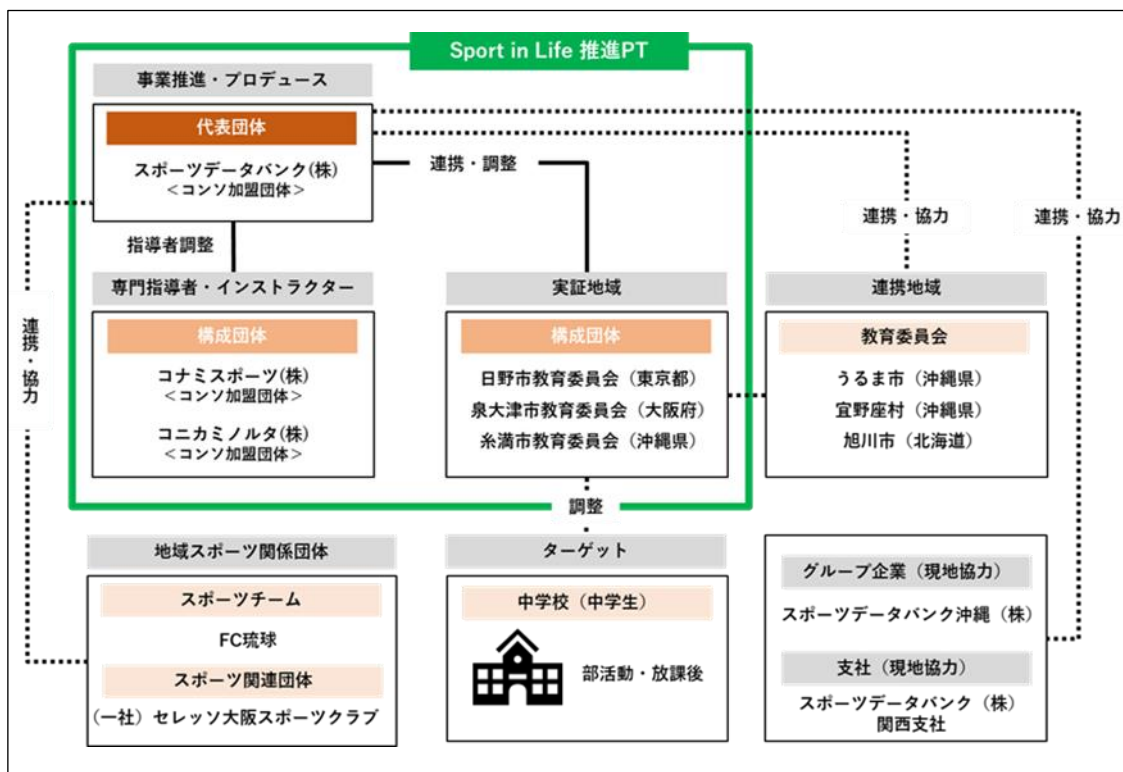 Sport in Life 推進PT
事業推進・プロデュース
代表団体
スポーツデータバンク(株)
<コンソ加盟団体>
連携・調整
指導者調整
連携・協力
連携・協力
連携・協力
専門指導者・インストラクター
構成団体
コナミスポーツ(株)
<コンソ加盟団体>
コニカミノルタ(株)
<コンソ加盟団体>
実証地域
構成団体
日野市教育委員会（東京都）
泉大津市教育委員会（大阪府）
糸満市教育委員会（沖縄県）
連携地域
教育委員会
うるま市（沖縄県）
宜野座村（沖縄県）
旭川市（北海道）
調整
地域スポーツ関係団体
スポーツチーム
FC琉球
スポーツ関連団体
（一社）セレッソ大阪スポーツクラブ
ターゲット
中学校（中学生）
部活動・放課後
グループ企業（現地協力）
スポーツデータバンク沖縄（株）
支社（現地協力）
スポーツデータバンク（株）
関西支社